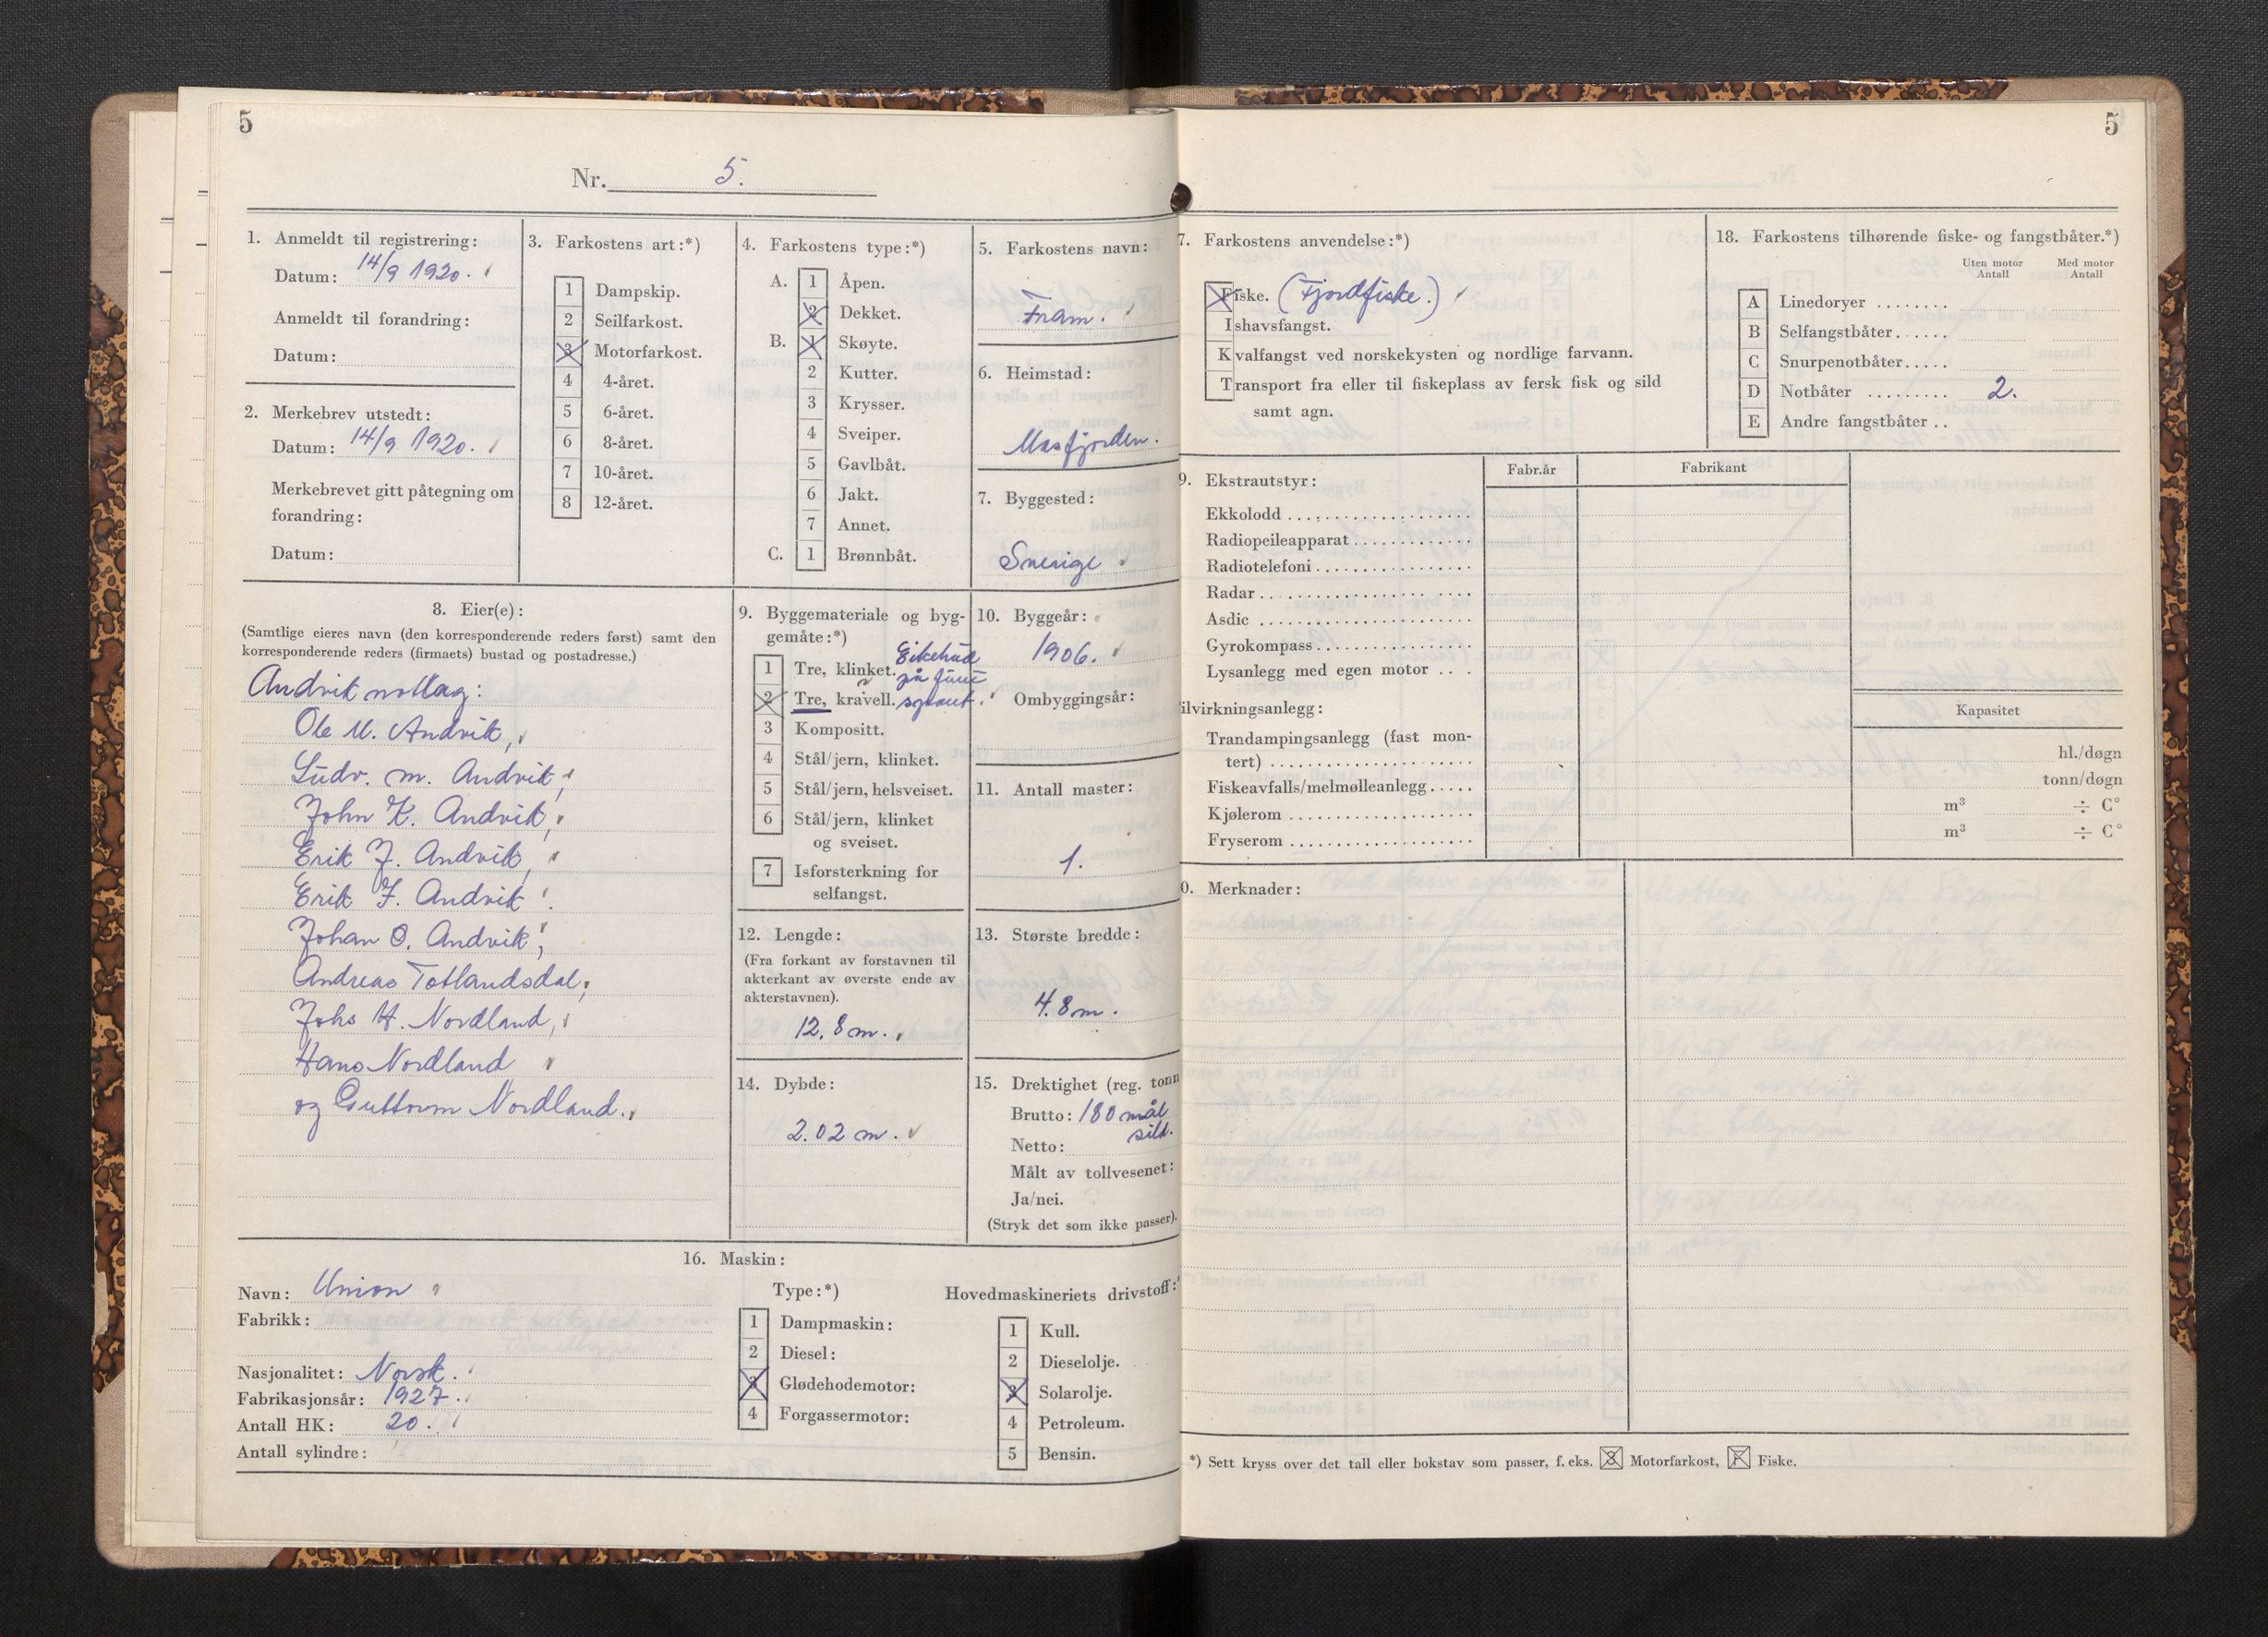 5
Nr. 5.
1. Anmeldt til registrering:
Datum: 14/9 1920.
Anmeldt til forandring:
Datum:
2. Merkebrev utstedt:
Datum: 14/9 1920.
Merkebrevet gitt påtegning om
forandring:
Datum:
3. Farkostens art:*)
1 Dampskip.
2 Seilfarkost.
3 Motorfarkost.
4 4-året.
5 6-året.
6 8-året.
7 10-året.
8 12-året.
4. Farkostens type:*)
A. 1 Åpen.
2 Dekket.
B. 1 Skøyte.
2 Kutter.
3 Krysser.
4 Sveiper.
5 Gavlbåt.
6 Jakt.
7 Annet.
C. 1 Brønnbåt.
5. Farkostens navn:
Fram.
6. Heimstad:
Masfjorden.
7. Byggested:
Sverige
8. Eier(e):
(Samtlige eieres navn (den korresponderende reders først) samt den
korresponderende reders (firmaets) bustad og postadresse.)
Andvik notlag:
Ole M. Andvik,
Ludv. M. Andvik,
John K. Andvik,
Erik J. Andvik,
Erik F. Andvik
Johan O. Andvik,
Andreas Totlandsdal,
Johs H. Nordland,
Hans Nordland
og Guttorm Nordland.
9. Byggemateriale og byg-
gemåte:*)
1 Tre, klinket. Eikehud
på furu
2 Tre, kravell. spant.
3 Kompositt.
4 Stål/jern, klinket.
5 Stål/jern, helsveiset.
6 Stål/jern, klinket
og sveiset.
7 Isforsterkning for
selfangst.
10. Byggeår:
1906.
Ombyggingsår:
11. Antall master:
1.
12. Lengde:
(Fra forkant av forstavnen til
akterkant av øverste ende av
akterstavnen).
12,8 m.
13. Største bredde:
4.8 m.
14. Dybde:
2.02 m.
15. Drektighet (reg. tonn
Brutto: 180 mål
sild.
Netto:
Målt av tollvesenet:
Ja/nei.
(Stryk det som ikke passer).
16. Maskin:
Navn: Union
Fabrikk:
Nasjonalitet: Norsk.
Fabrikasjonsår: 1927.
Antall HK: 20.
Antall sylindre:
Type:*)
1 Dampmaskin:
2 Diesel:
3 Glødehodemotor:
4 Forgassermotor:
Hovedmaskineriets drivstoff:*
1 Kull.
2 Dieselolje.
3 Solarolje.
4 Petroleum.
5 Bensin.
5
7. Farkostens anvendelse:*)
Fiske. (Fjordfiske.)
Ishavsfangst.
Kvalfangst ved norskekysten og nordlige farvann.
Transport fra eller til fiskeplass av fersk fisk og sild
samt agn.
18. Farkostens tilhørende fiske- og fangstbåter.*)
Uten motor Med motor
Antall Antall
A Linedoryer ........
B Selfangstbåter......
C Snurpenotbåter.....
D Notbåter ......... 2.
E Andre fangstbåter ..
9. Ekstrautstyr:
Fabr.år Fabrikant
Ekkolodd
Radiopeileapparat
Radiotelefoni
Radar
Asdic
Gyrokompass
Lysanlegg med egen motor
ilvirkningsanlegg:
Kapasitet
Trandampingsanlegg (fast mon-
tert) hl./døgn
Fiskeavfalls/melmølleanlegg tonn/døgn
Kjølerom m³ ÷ C°
Fryserom m³ ÷ C°
0. Merknader:
*) Sett kryss over det tall eller bokstav som passer, f. eks. 3 Motorfarkost, F Fiske.